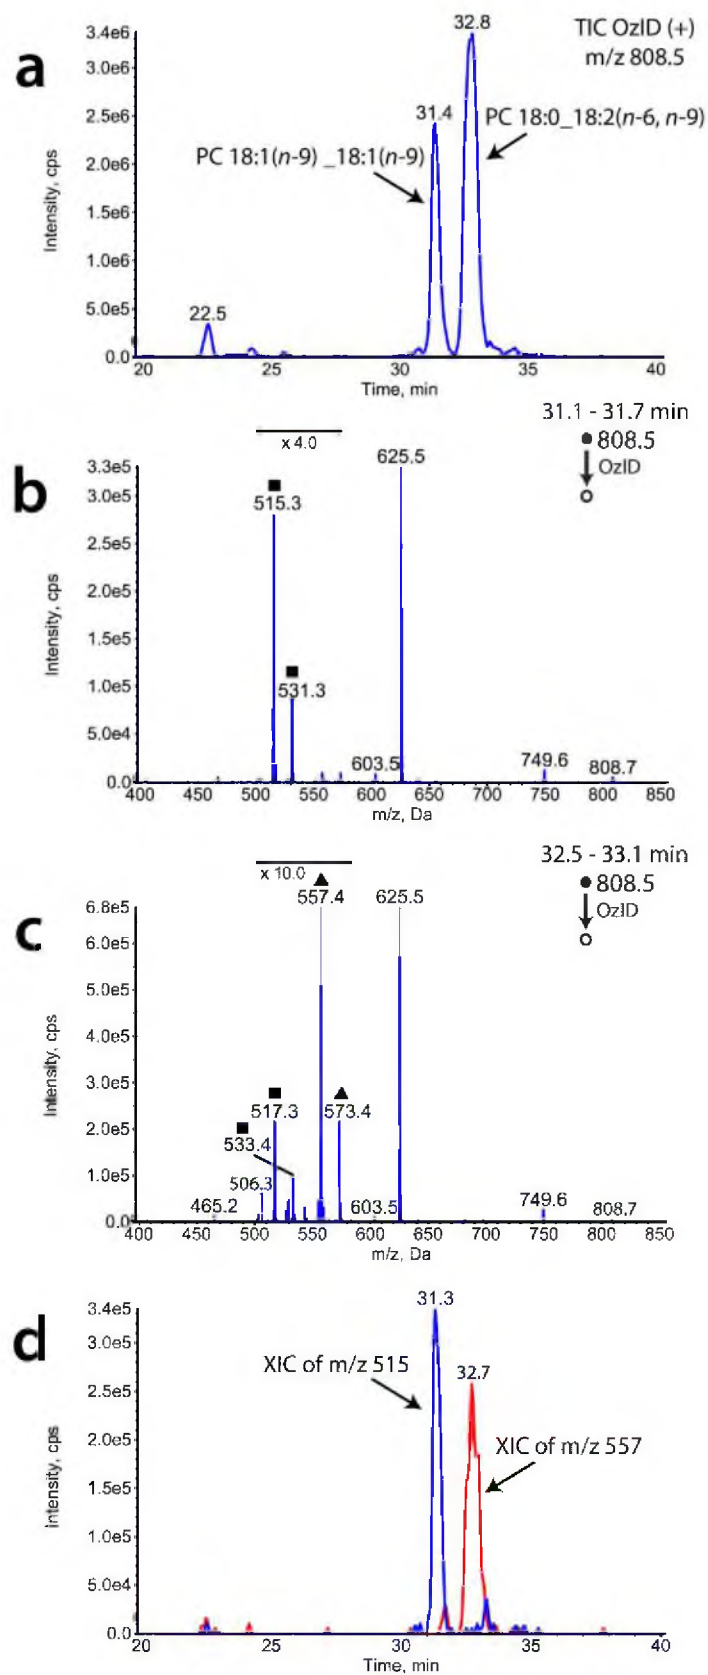 a
TIC OzID (+)
m/z 808.5
3.4e6
3.0e6
2.5e6
2.0e6
1.5e6
1.0e6
5.0e5
0.0
Intensity, cps
32.8
31.4
22.5
PC 18:1(n-9) _18:1(n-9)
PC 18:0_18:2(n-6, n-9)
20 25 30 35 40
Time, min
b
31.1 - 31.7 min
808.5
OzID
x 4.0
3.3e5
3.0e5
2.5e5
2.0e5
1.5e5
1.0e5
5.0e4
0.0
Intensity, cps
625.5
515.3
531.3
603.5
749.6
808.7
400 450 500 550 600 650 700 750 800 850
m/z, Da
c
32.5 - 33.1 min
808.5
OzID
x 10.0
6.8e5
6.0e5
5.0e5
4.0e5
3.0e5
2.0e5
1.0e5
0.0
Intensity, cps
557.4
625.5
517.3
573.4
533.4
506.3
465.2
603.5
749.6
808.7
400 450 500 550 600 650 700 750 800 850
m/z, Da
d
3.4e5
3.0e5
2.5e5
2.0e5
1.5e5
1.0e5
5.0e4
0.0
Intensity, cps
31.3
32.7
XIC of m/z 515
XIC of m/z 557
20 25 30 35 40
Time, min